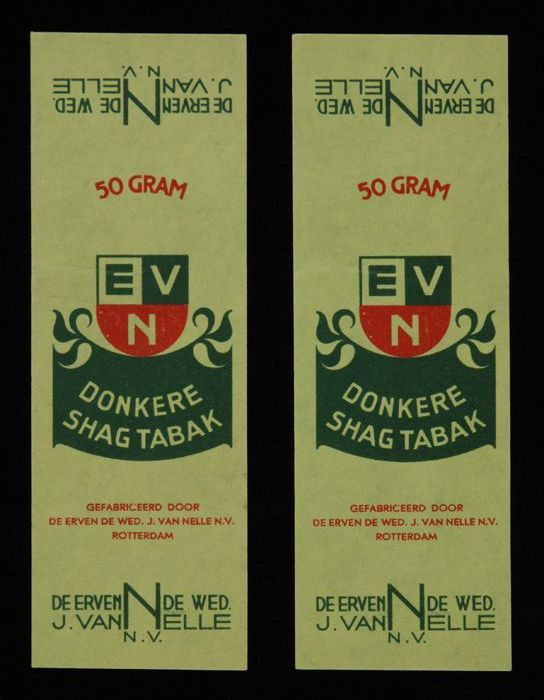 DE ERVEN DE WED.
J. VAN NELLE
N.V.
50 GRAM
E V
N
DONKERE
SHAG TABAK
GEFABRICEERD DOOR
DE ERVEN DE WED. J. VAN NELLE N.V.
ROTTERDAM
DE ERVEN DE WED.
J. VAN NELLE
N.V.
DE ERVEN DE WED.
J. VAN NELLE
N.V.
50 GRAM
E V
N
DONKERE
SHAG TABAK
GEFABRICEERD DOOR
DE ERVEN DE WED. J. VAN NELLE N.V.
ROTTERDAM
DE ERVEN DE WED.
J. VAN NELLE
N.V.